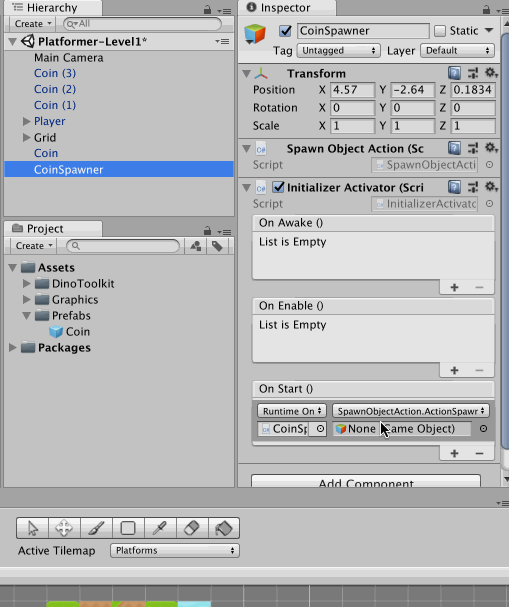 Hierarchy
Create
All
Platformer-Level1*
Main Camera
Coin (3)
Coin (2)
Coin (1)
Player
Grid
Coin
CoinSpawner
Project
Create
Assets
DinoToolkit
Graphics
Prefabs
Coin
Packages
Inspector
CoinSpawner
Static
Tag Untagged Layer Default
Transform
Position X 4.57 Y -2.64 Z 0.1834
Rotation X 0 Y 0 Z 0
Scale X 1 Y 1 Z 1
Spawn Object Action (Sc
Script SpawnObjectActi
Initializer Activator (Scri
Script InitializerActivato
On Awake ()
List is Empty
On Enable ()
List is Empty
On Start ()
Runtime On SpawnObjectAction.ActionSpawn
CoinSp None (Game Object)
Add Component
Active Tilemap Platforms